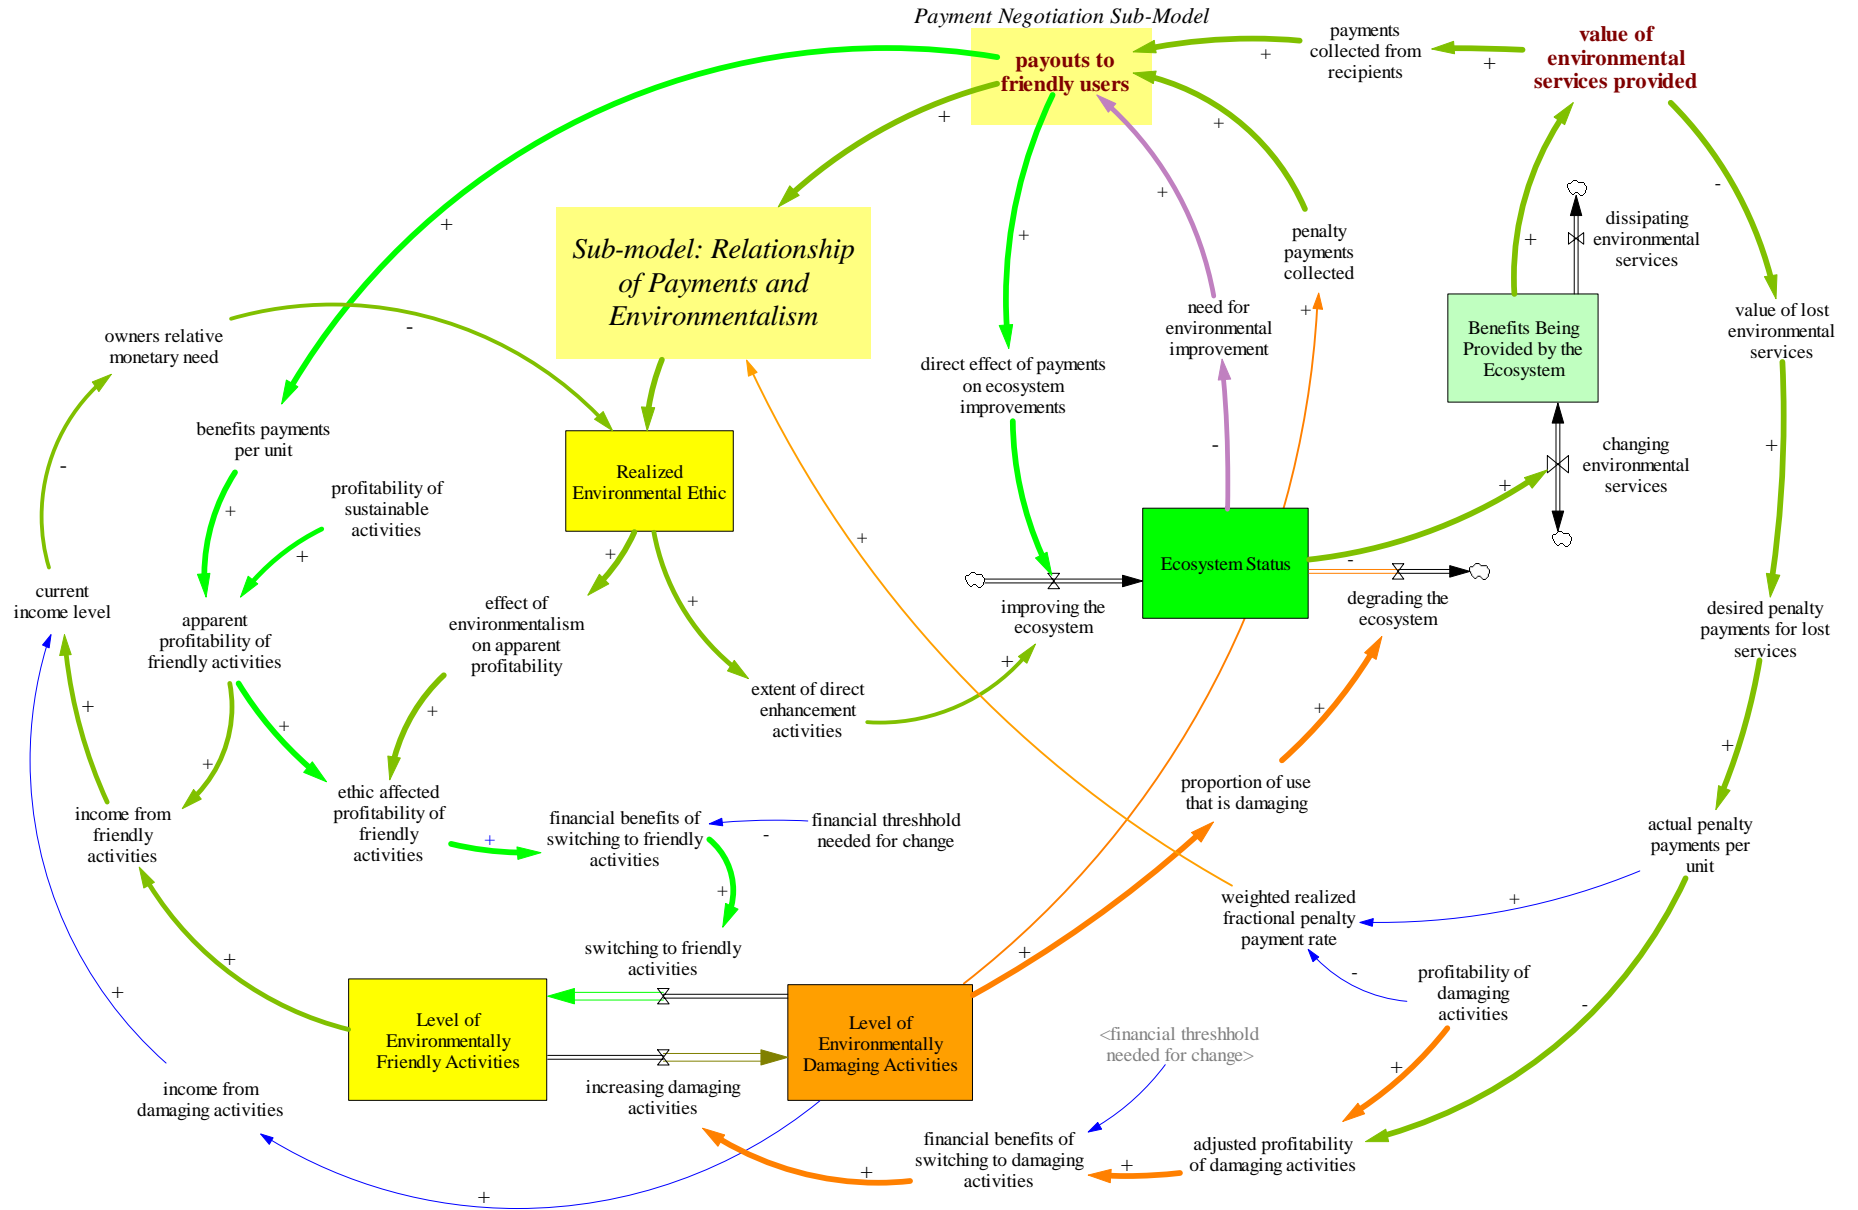 Payment Negotiation Sub-Model
payouts to
friendly users
payments
collected from
recipients
value of
environmental
services provided
+
+
+
+
+
-
+
+
dissipating
environmental
services
penalty
payments
collected
+
Sub-model: Relationship
of Payments and
Environmentalism
need for
environmental
improvement
+
Benefits Being
Provided by the
Ecosystem
value of lost
environmental
services
owners relative
monetary need
-
direct effect of payments
on ecosystem
improvements
benefits payments
per unit
-
+
changing
environmental
services
-
Realized
Environmental Ethic
profitability of
sustainable
activities
+
+
+
+
+
Ecosystem Status
-
current
income level
effect of
environmentalism
on apparent
profitability
+
improving the
ecosystem
degrading the
ecosystem
desired penalty
payments for lost
services
apparent
profitability of
friendly activities
+
extent of direct
enhancement
activities
+
+
+
+
+
+
proportion of use
that is damaging
income from
friendly
activities
ethic affected
profitability of
friendly
activities
+
financial benefits of
switching to friendly
activities
-
financial threshhold
needed for change
actual penalty
payments per
unit
+
weighted realized
fractional penalty
payment rate
+
switching to friendly
activities
+
+
-
profitability of
damaging
activities
-
+
Level of
Environmentally
Friendly Activities
Level of
Environmentally
Damaging Activities
<financial threshhold
needed for change>
+
increasing damaging
activities
income from
damaging activities
financial benefits of
switching to damaging
activities
+
+
adjusted profitability
of damaging activities
+